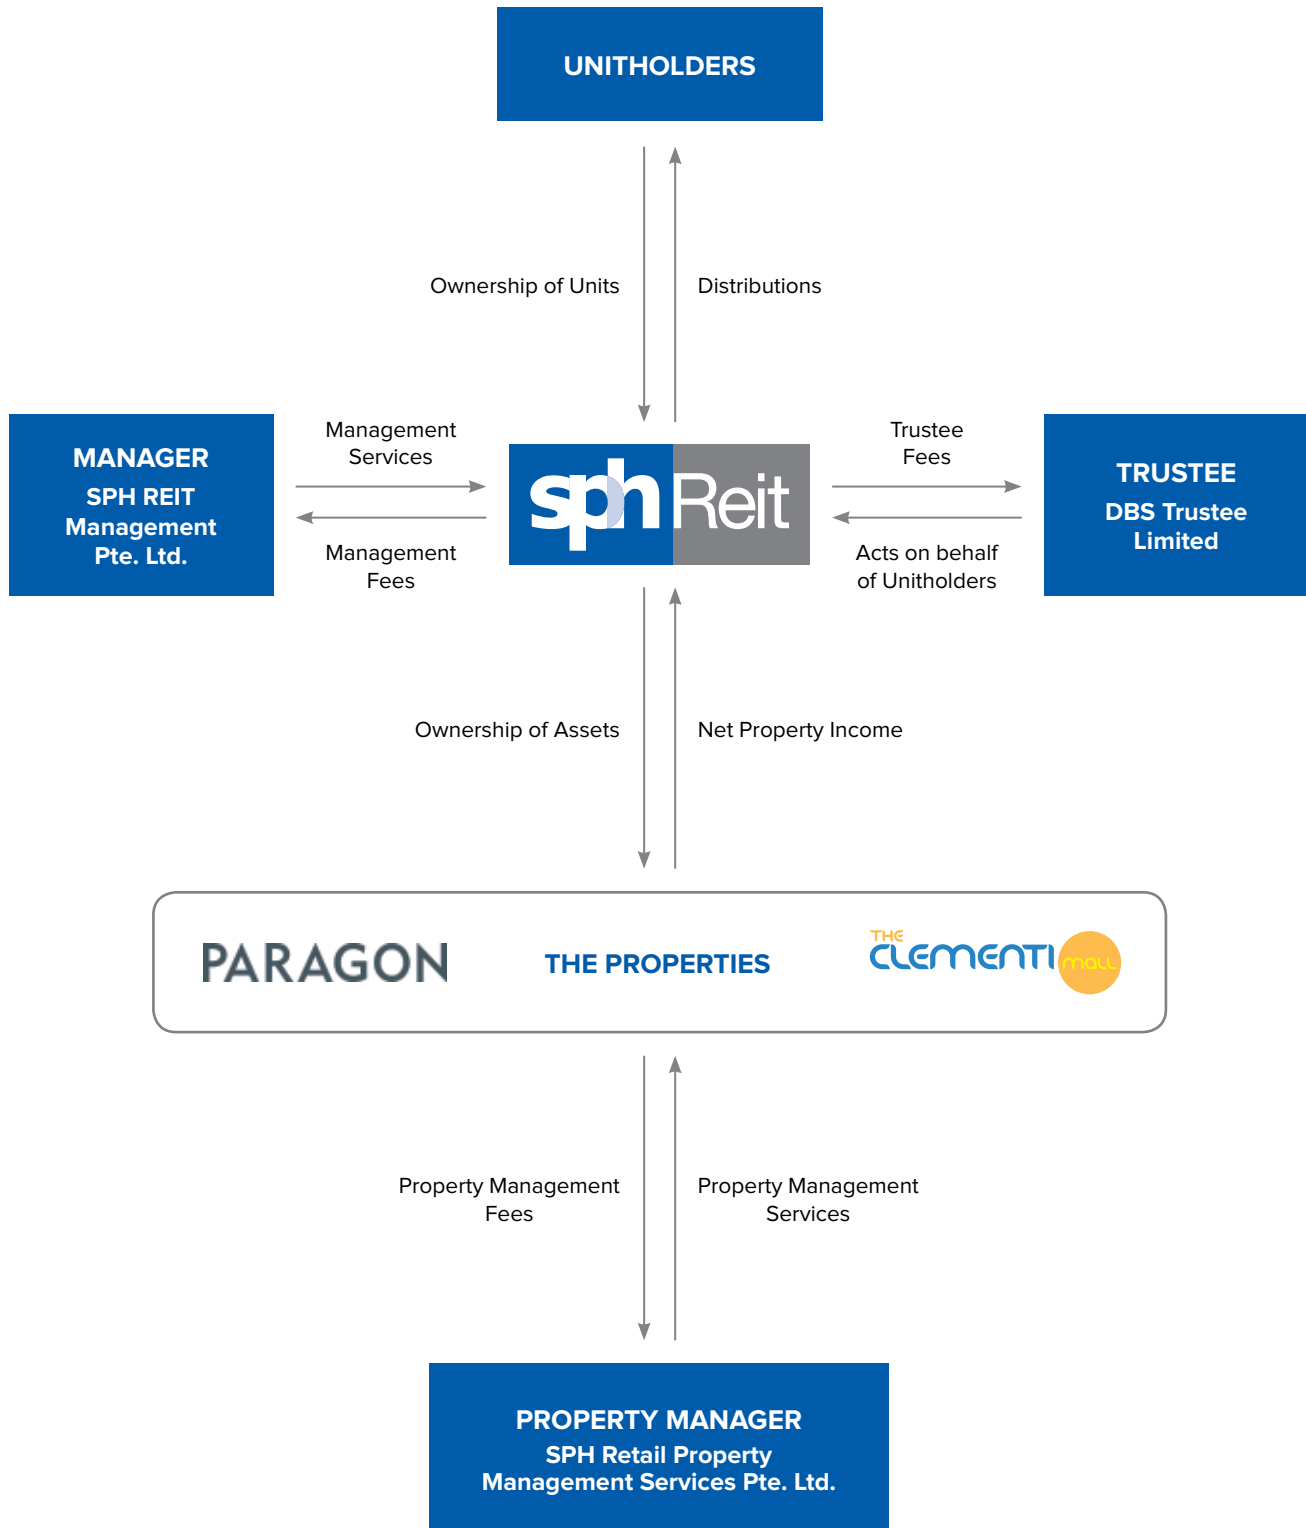 UNITHOLDERS
Ownership of Units
Distributions
MANAGER
SPH REIT
Management
Pte. Ltd.
Management
Services
Management
Fees
sph Reit
Trustee
Fees
Acts on behalf
of Unitholders
TRUSTEE
DBS Trustee
Limited
Ownership of Assets
Net Property Income
PARAGON
THE PROPERTIES
THE
CLEMENTI mall
Property Management
Fees
Property Management
Services
PROPERTY MANAGER
SPH Retail Property
Management Services Pte. Ltd.